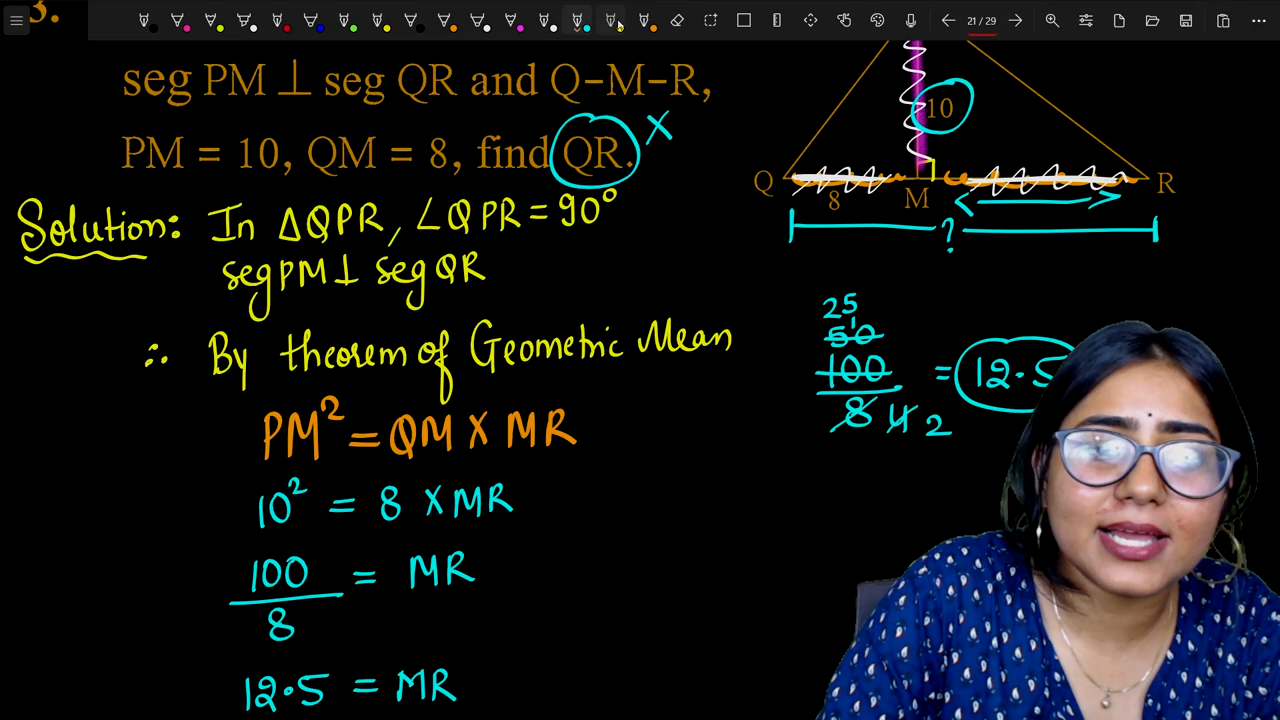 3.
21 / 29
seg PM ⊥ seg QR and Q-M-R,
PM = 10, QM = 8, find QR. ×
10
Q
8
M
R
?
Solution: In △QPR, ∠QPR = 90°
seg PM ⊥ seg QR
∴ By theorem of Geometric Mean
PM² = QM × MR
10² = 8 × MR
100/8 = MR
12.5 = MR
25
50
100
8 4 2
= 12.5